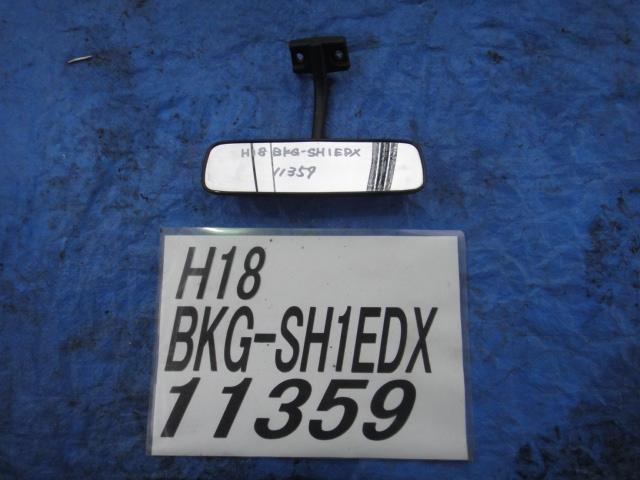 H18 BKG-SH1EDX
11359
H18
BKG-SH1EDX
11359